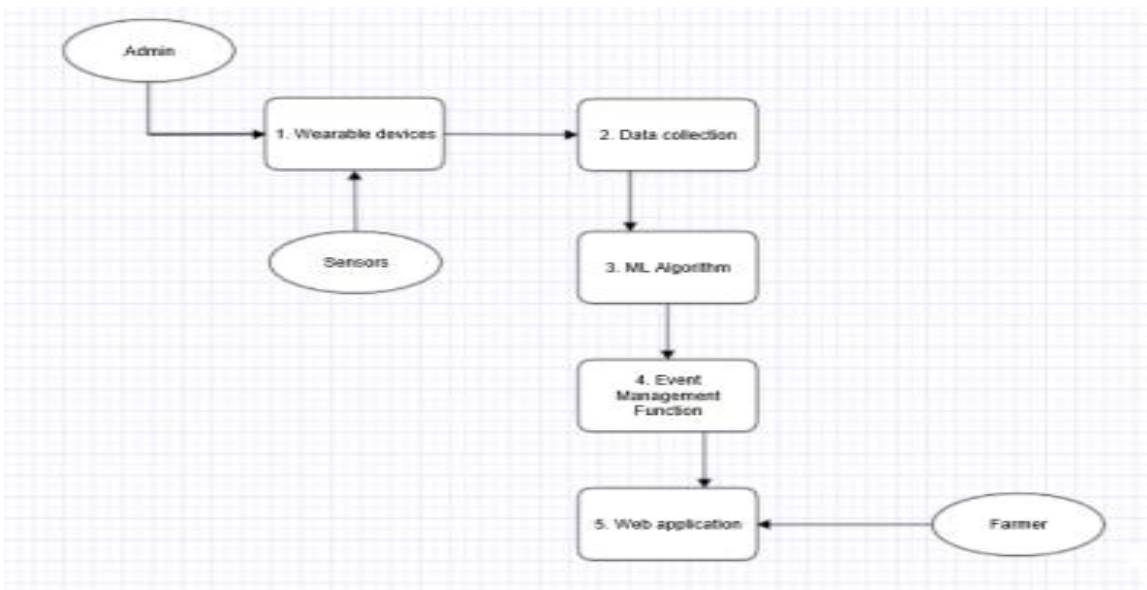 Admin
1. Wearable devices
2. Data collection
Sensors
3. ML Algorithm
4. Event
Management
Function
5. Web application
Farmer